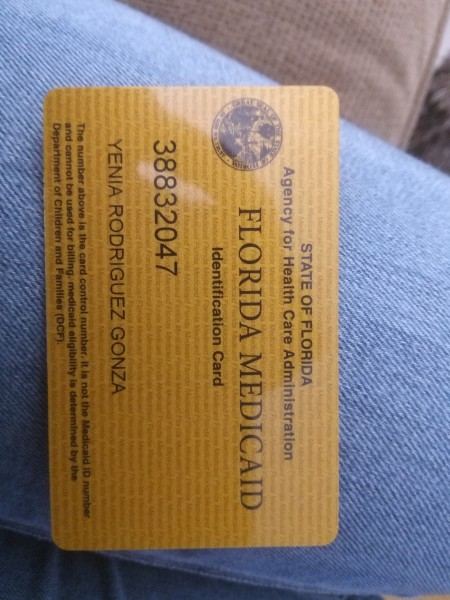 STATE OF FLORIDA
Agency for Health Care Administration
FLORIDA MEDICAID
Identification Card
38832047
YENIA RODRIGUEZ GONZA
The number above is the card control number. It is not the Medicaid ID number
and cannot be used for billing. medicaid eligibility is determined by the
Department of Children and Families (DCF).